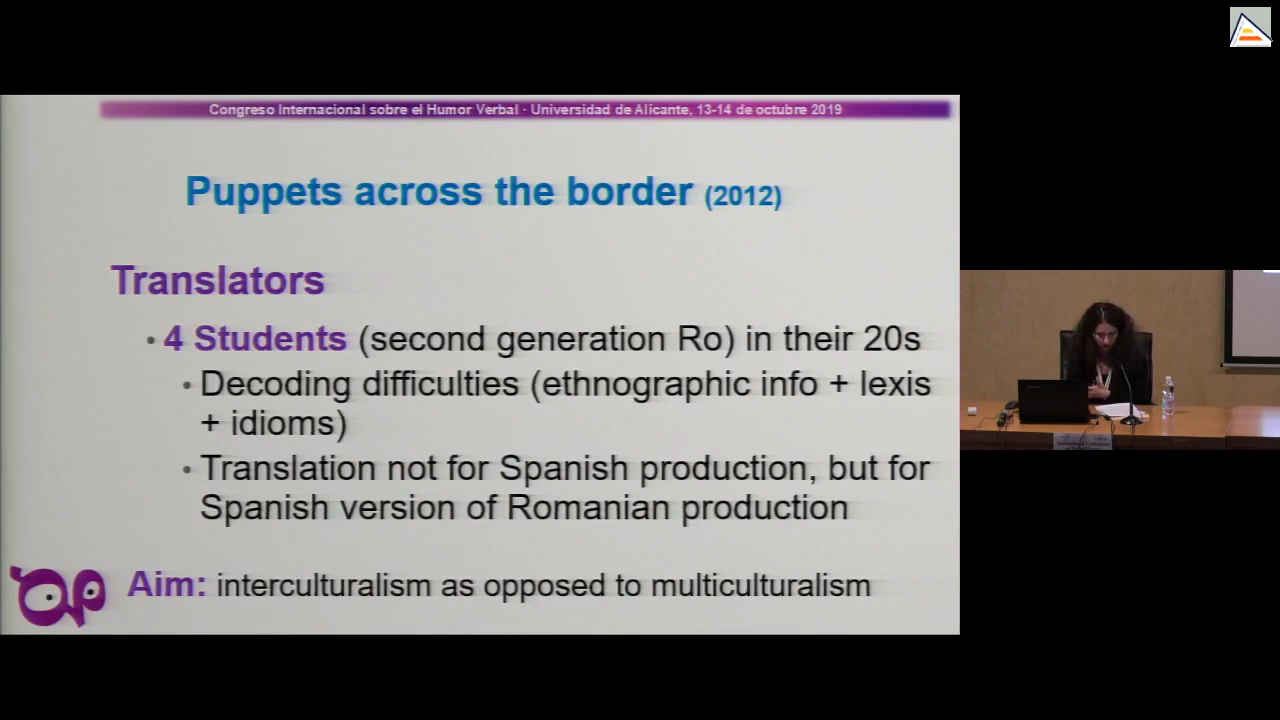 Congreso Internacional sobre el Humor Verbal · Universidad de Alicante, 13-14 de octubre 2019
Puppets across the border (2012)
Translators
• 4 Students (second generation Ro) in their 20s
• Decoding difficulties (ethnographic info + lexis
+ idioms)
• Translation not for Spanish production, but for
Spanish version of Romanian production
Aim: interculturalism as opposed to multiculturalism